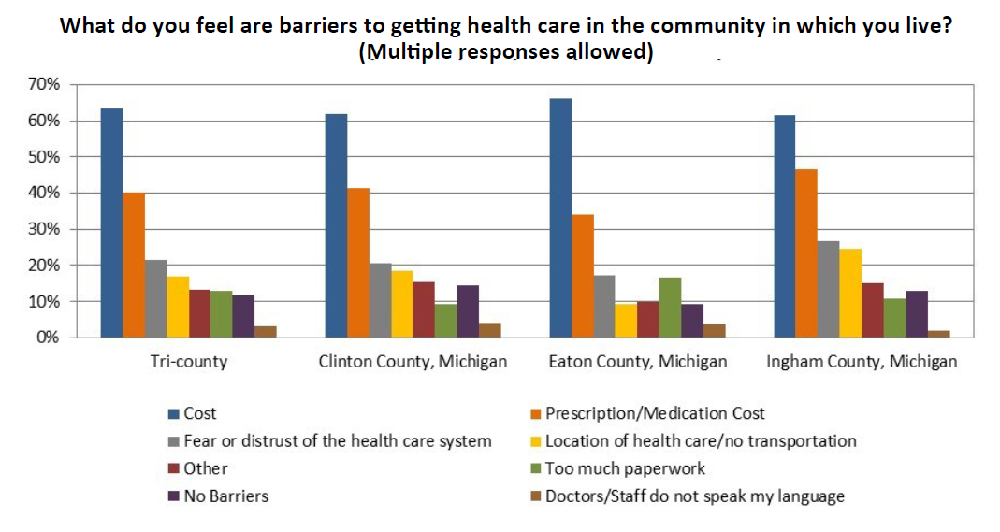 What do you feel are barriers to getting health care in the community in which you live?
(Multiple responses allowed)
70%
60%
50%
40%
30%
20%
10%
0%
Tri-county
Clinton County, Michigan
Eaton County, Michigan
Ingham County, Michigan
Cost
Prescription/Medication Cost
Fear or distrust of the health care system
Location of health care/no transportation
Other
Too much paperwork
No Barriers
Doctors/Staff do not speak my language